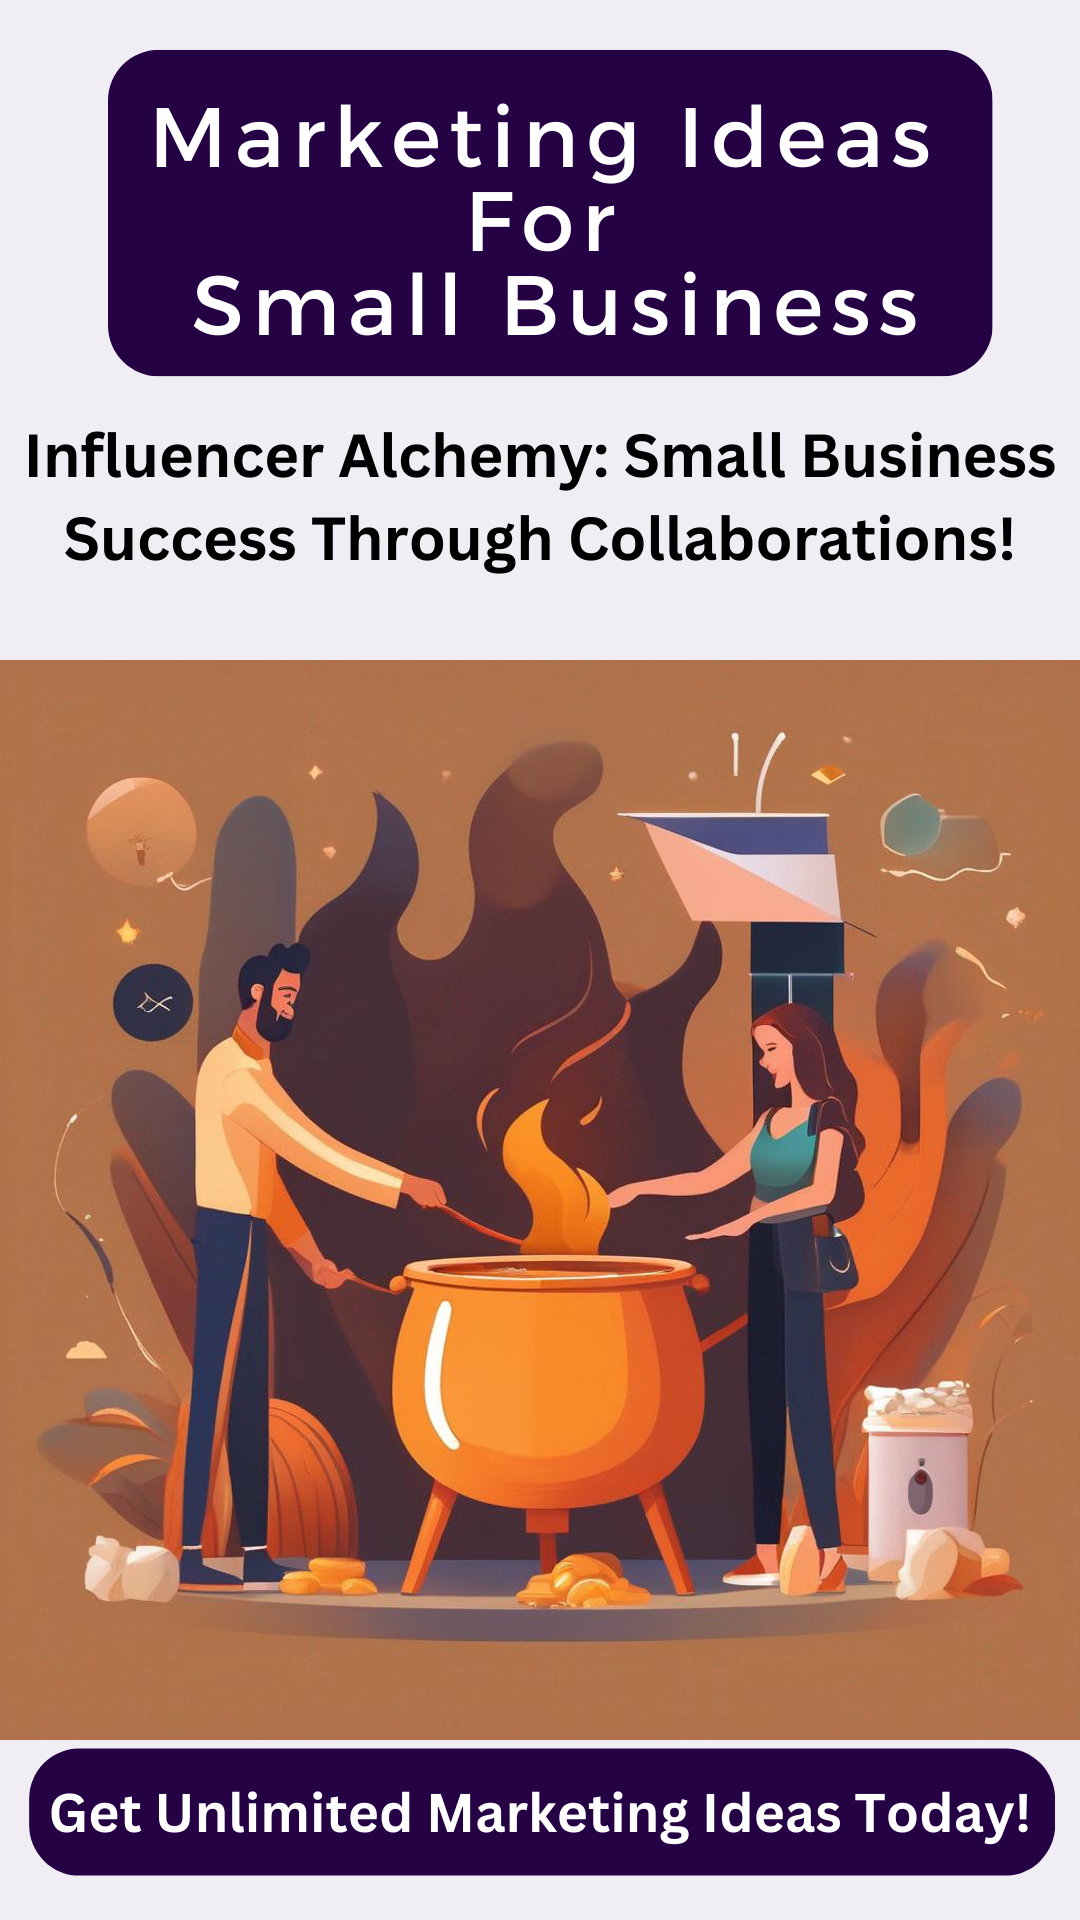 Marketing Ideas
For
Small Business
Influencer Alchemy: Small Business
Success Through Collaborations!
Get Unlimited Marketing Ideas Today!